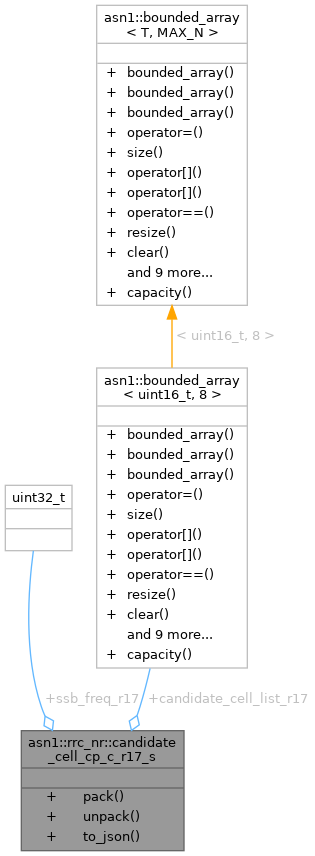 asn1::bounded_array
< T, MAX_N >
+ bounded_array()
+ bounded_array()
+ bounded_array()
+ operator=()
+ size()
+ operator[]()
+ operator[]()
+ operator==()
+ resize()
+ clear()
and 9 more...
+ capacity()
< uint16_t, 8 >
asn1::bounded_array
< uint16_t, 8 >
+ bounded_array()
+ bounded_array()
+ bounded_array()
+ operator=()
+ size()
+ operator[]()
+ operator[]()
+ operator==()
+ resize()
+ clear()
and 9 more...
+ capacity()
uint32_t
+ssb_freq_r17
+candidate_cell_list_r17
asn1::rrc_nr::candidate
_cell_cp_c_r17_s
+ pack()
+ unpack()
+ to_json()